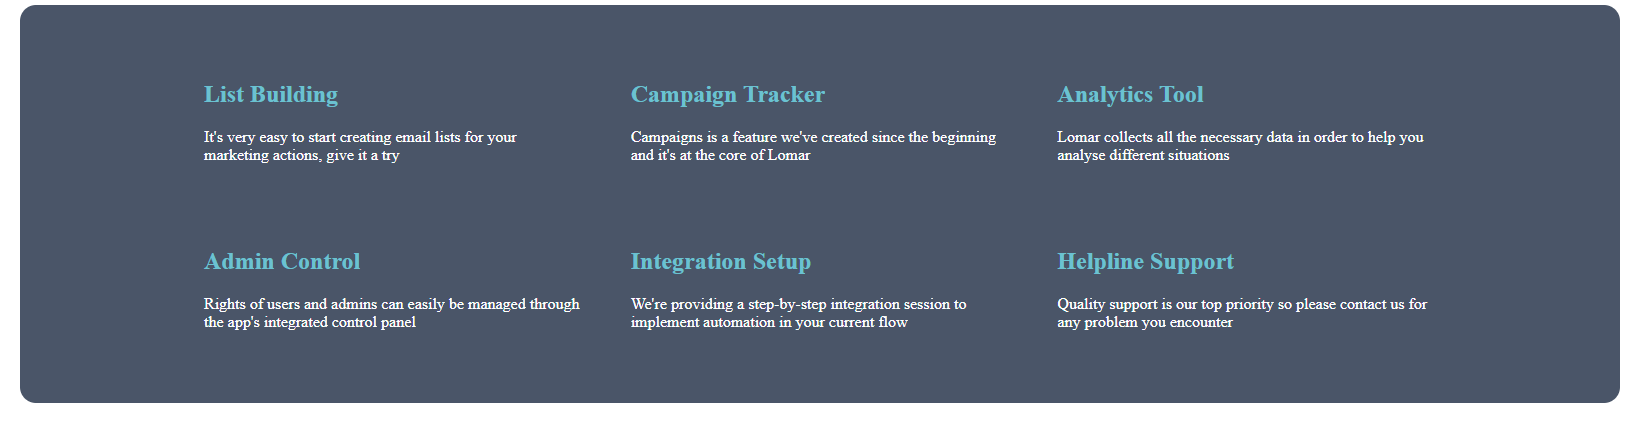 List Building
It's very easy to start creating email lists for your
marketing actions, give it a try
Campaign Tracker
Campaigns is a feature we've created since the beginning
and it's at the core of Lomar
Analytics Tool
Lomar collects all the necessary data in order to help you
analyse different situations
Admin Control
Rights of users and admins can easily be managed through
the app's integrated control panel
Integration Setup
We're providing a step-by-step integration session to
implement automation in your current flow
Helpline Support
Quality support is our top priority so please contact us for
any problem you encounter